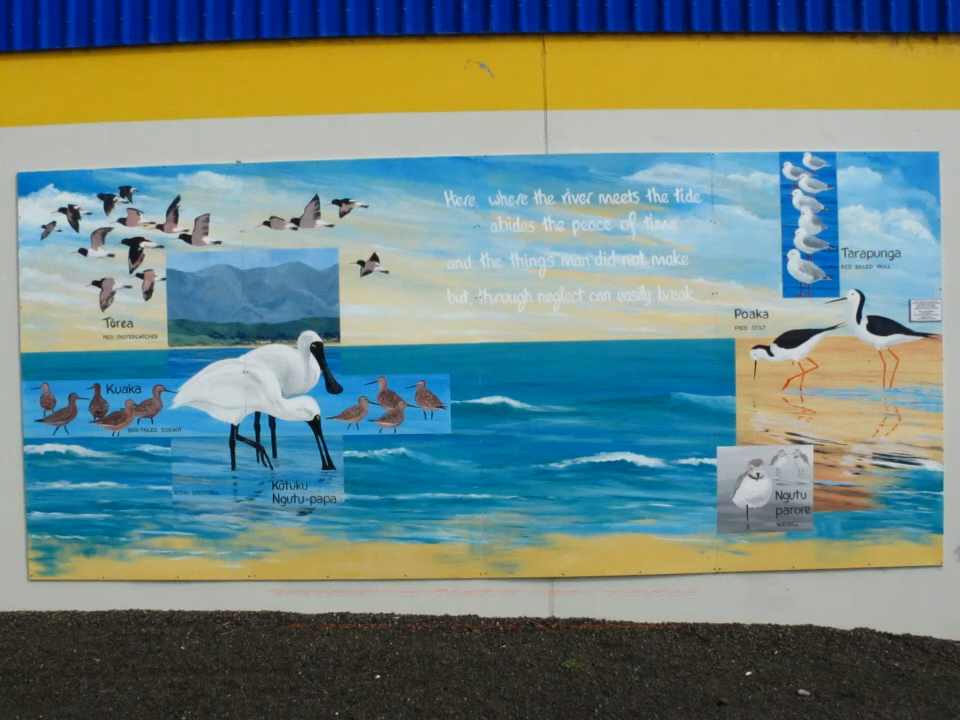 Here, where the river meets the tide
abides the peace of time
and the things man did not make
but, through neglect can easily break
Tarapunga
RED BILLED GULL
Poaka
PIED STILT
Tōrea
PIED OYSTERCATCHER
Kuaka
BAR-TAILED GODWIT
Kōtuku
Ngutu-papa
ROYAL SPOONBILL
Ngutu
parore
WRYBILL